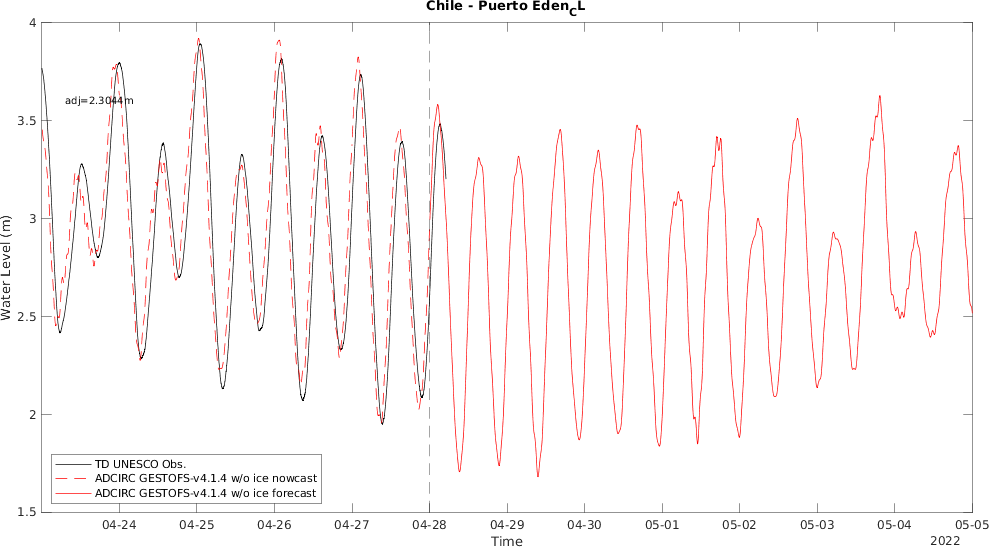 Chile - Puerto Eden_CL
4
3.5
3
2.5
2
1.5
Water Level (m)
adj=2.3044m
TD UNESCO Obs.
ADCIRC GESTOFS-v4.1.4 w/o ice nowcast
ADCIRC GESTOFS-v4.1.4 w/o ice forecast
04-24 04-25 04-26 04-27 04-28 04-29 04-30 05-01 05-02 05-03 05-04 05-05
Time
2022